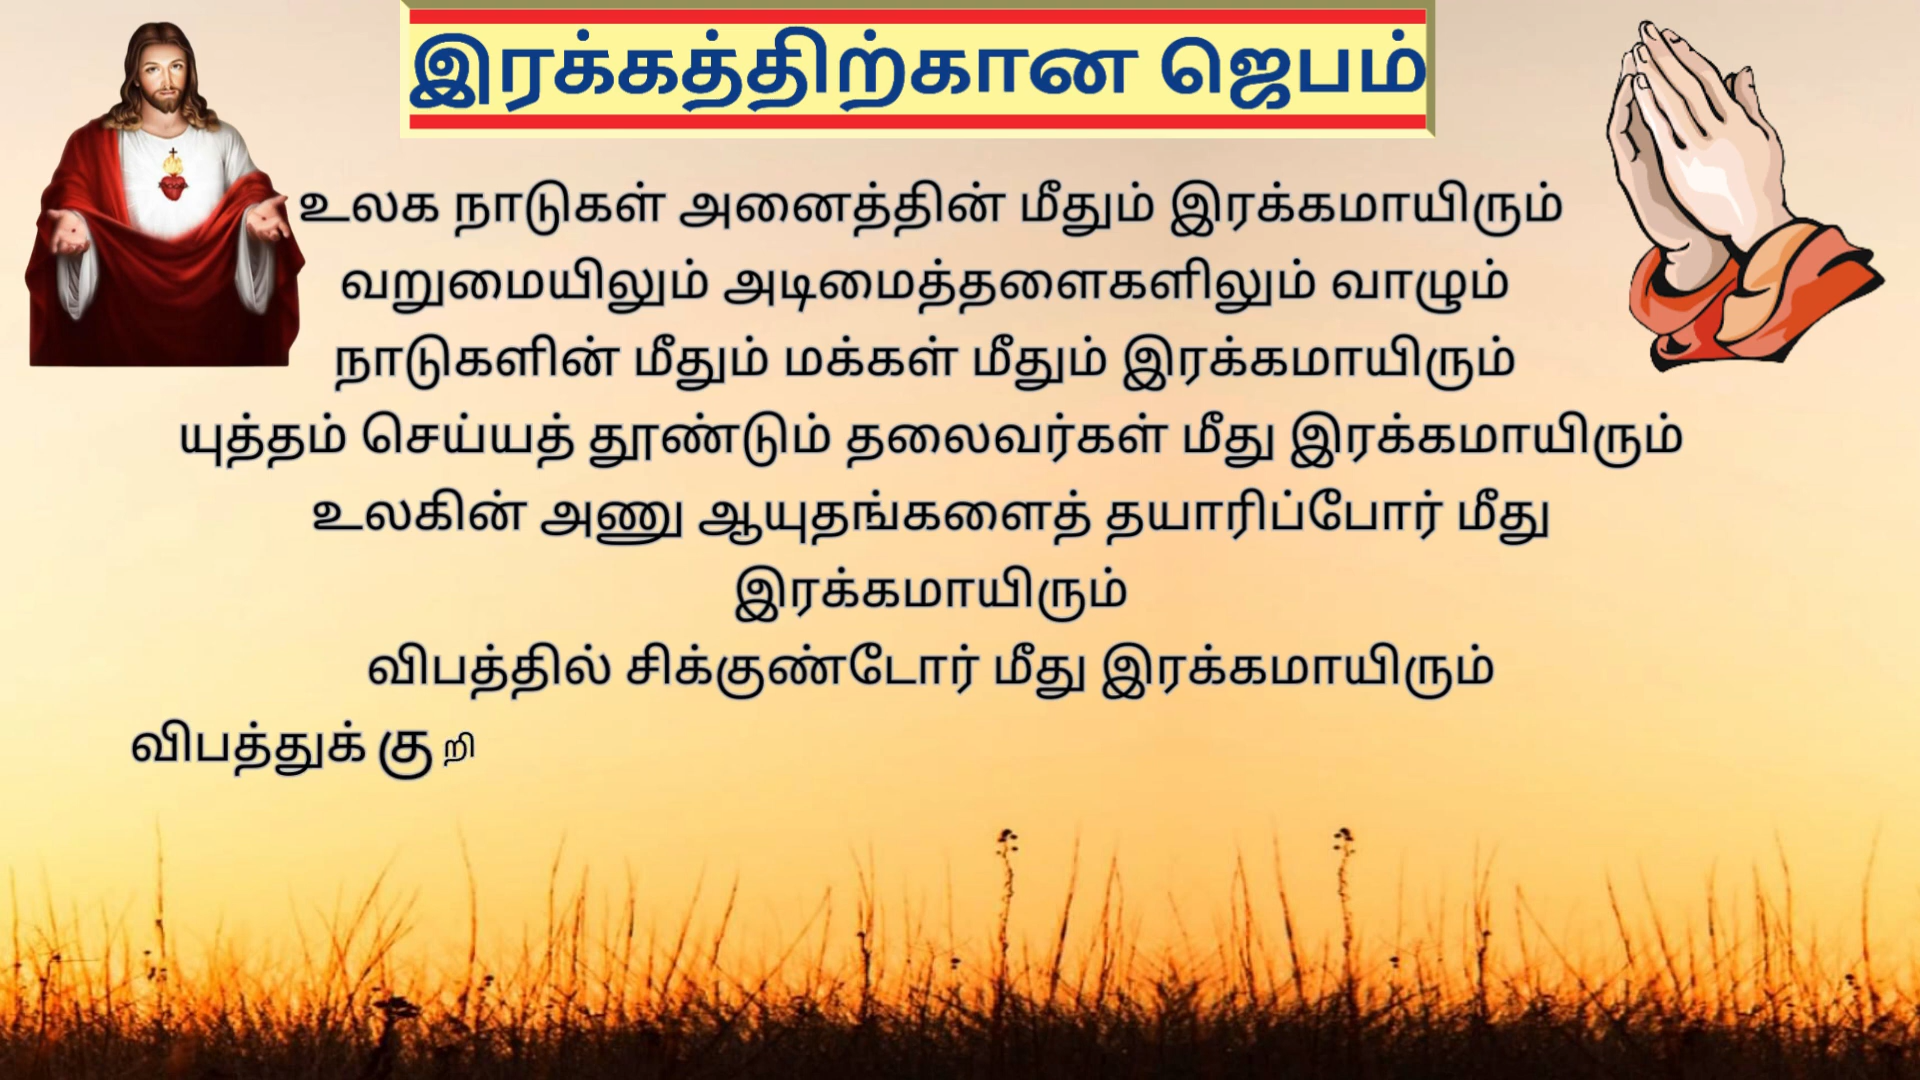 இரக்கத்திற்கான ஜெபம்
உலக நாடுகள் அனைத்தின் மீதும் இரக்கமாயிரும்
வறுமையிலும் அடிமைத்தளைகளிலும் வாழும்
நாடுகளின் மீதும் மக்கள் மீதும் இரக்கமாயிரும்
யுத்தம் செய்யத் தூண்டும் தலைவர்கள் மீது இரக்கமாயிரும்
உலகின் அணு ஆயுதங்களைத் தயாரிப்போர் மீது
இரக்கமாயிரும்
விபத்தில் சிக்குண்டோர் மீது இரக்கமாயிரும்
விபத்துக் குறி